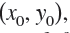 (x₀, y₀),